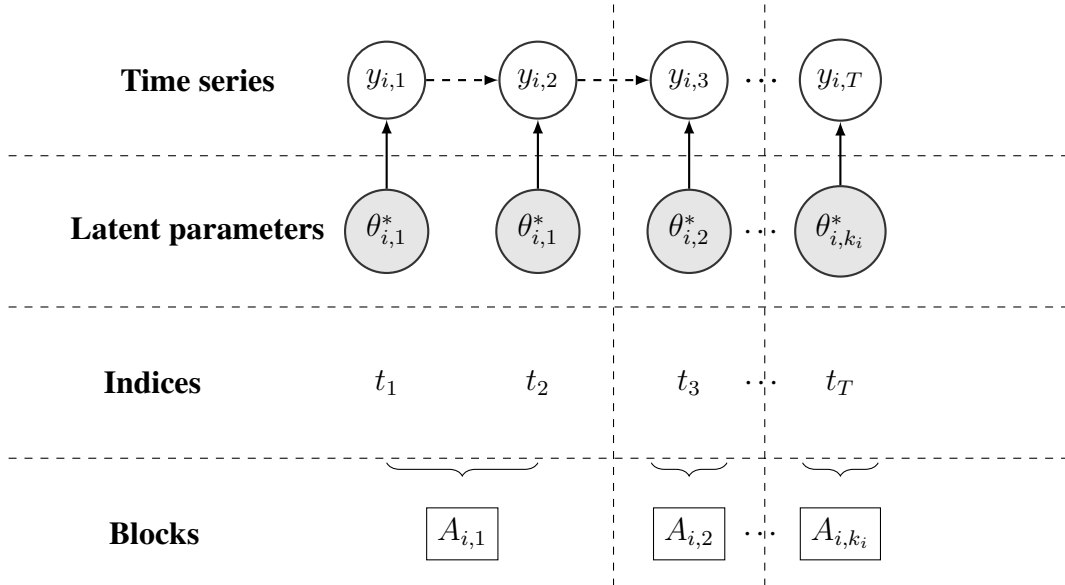 Time series y_{i,1} y_{i,2} y_{i,3} ⋯ y_{i,T}
Latent parameters θ^*_{i,1} θ^*_{i,1} θ^*_{i,2} ⋯ θ^*_{i,k_i}
Indices t_1 t_2 t_3 ⋯ t_T
Blocks A_{i,1} A_{i,2} ⋯ A_{i,k_i}